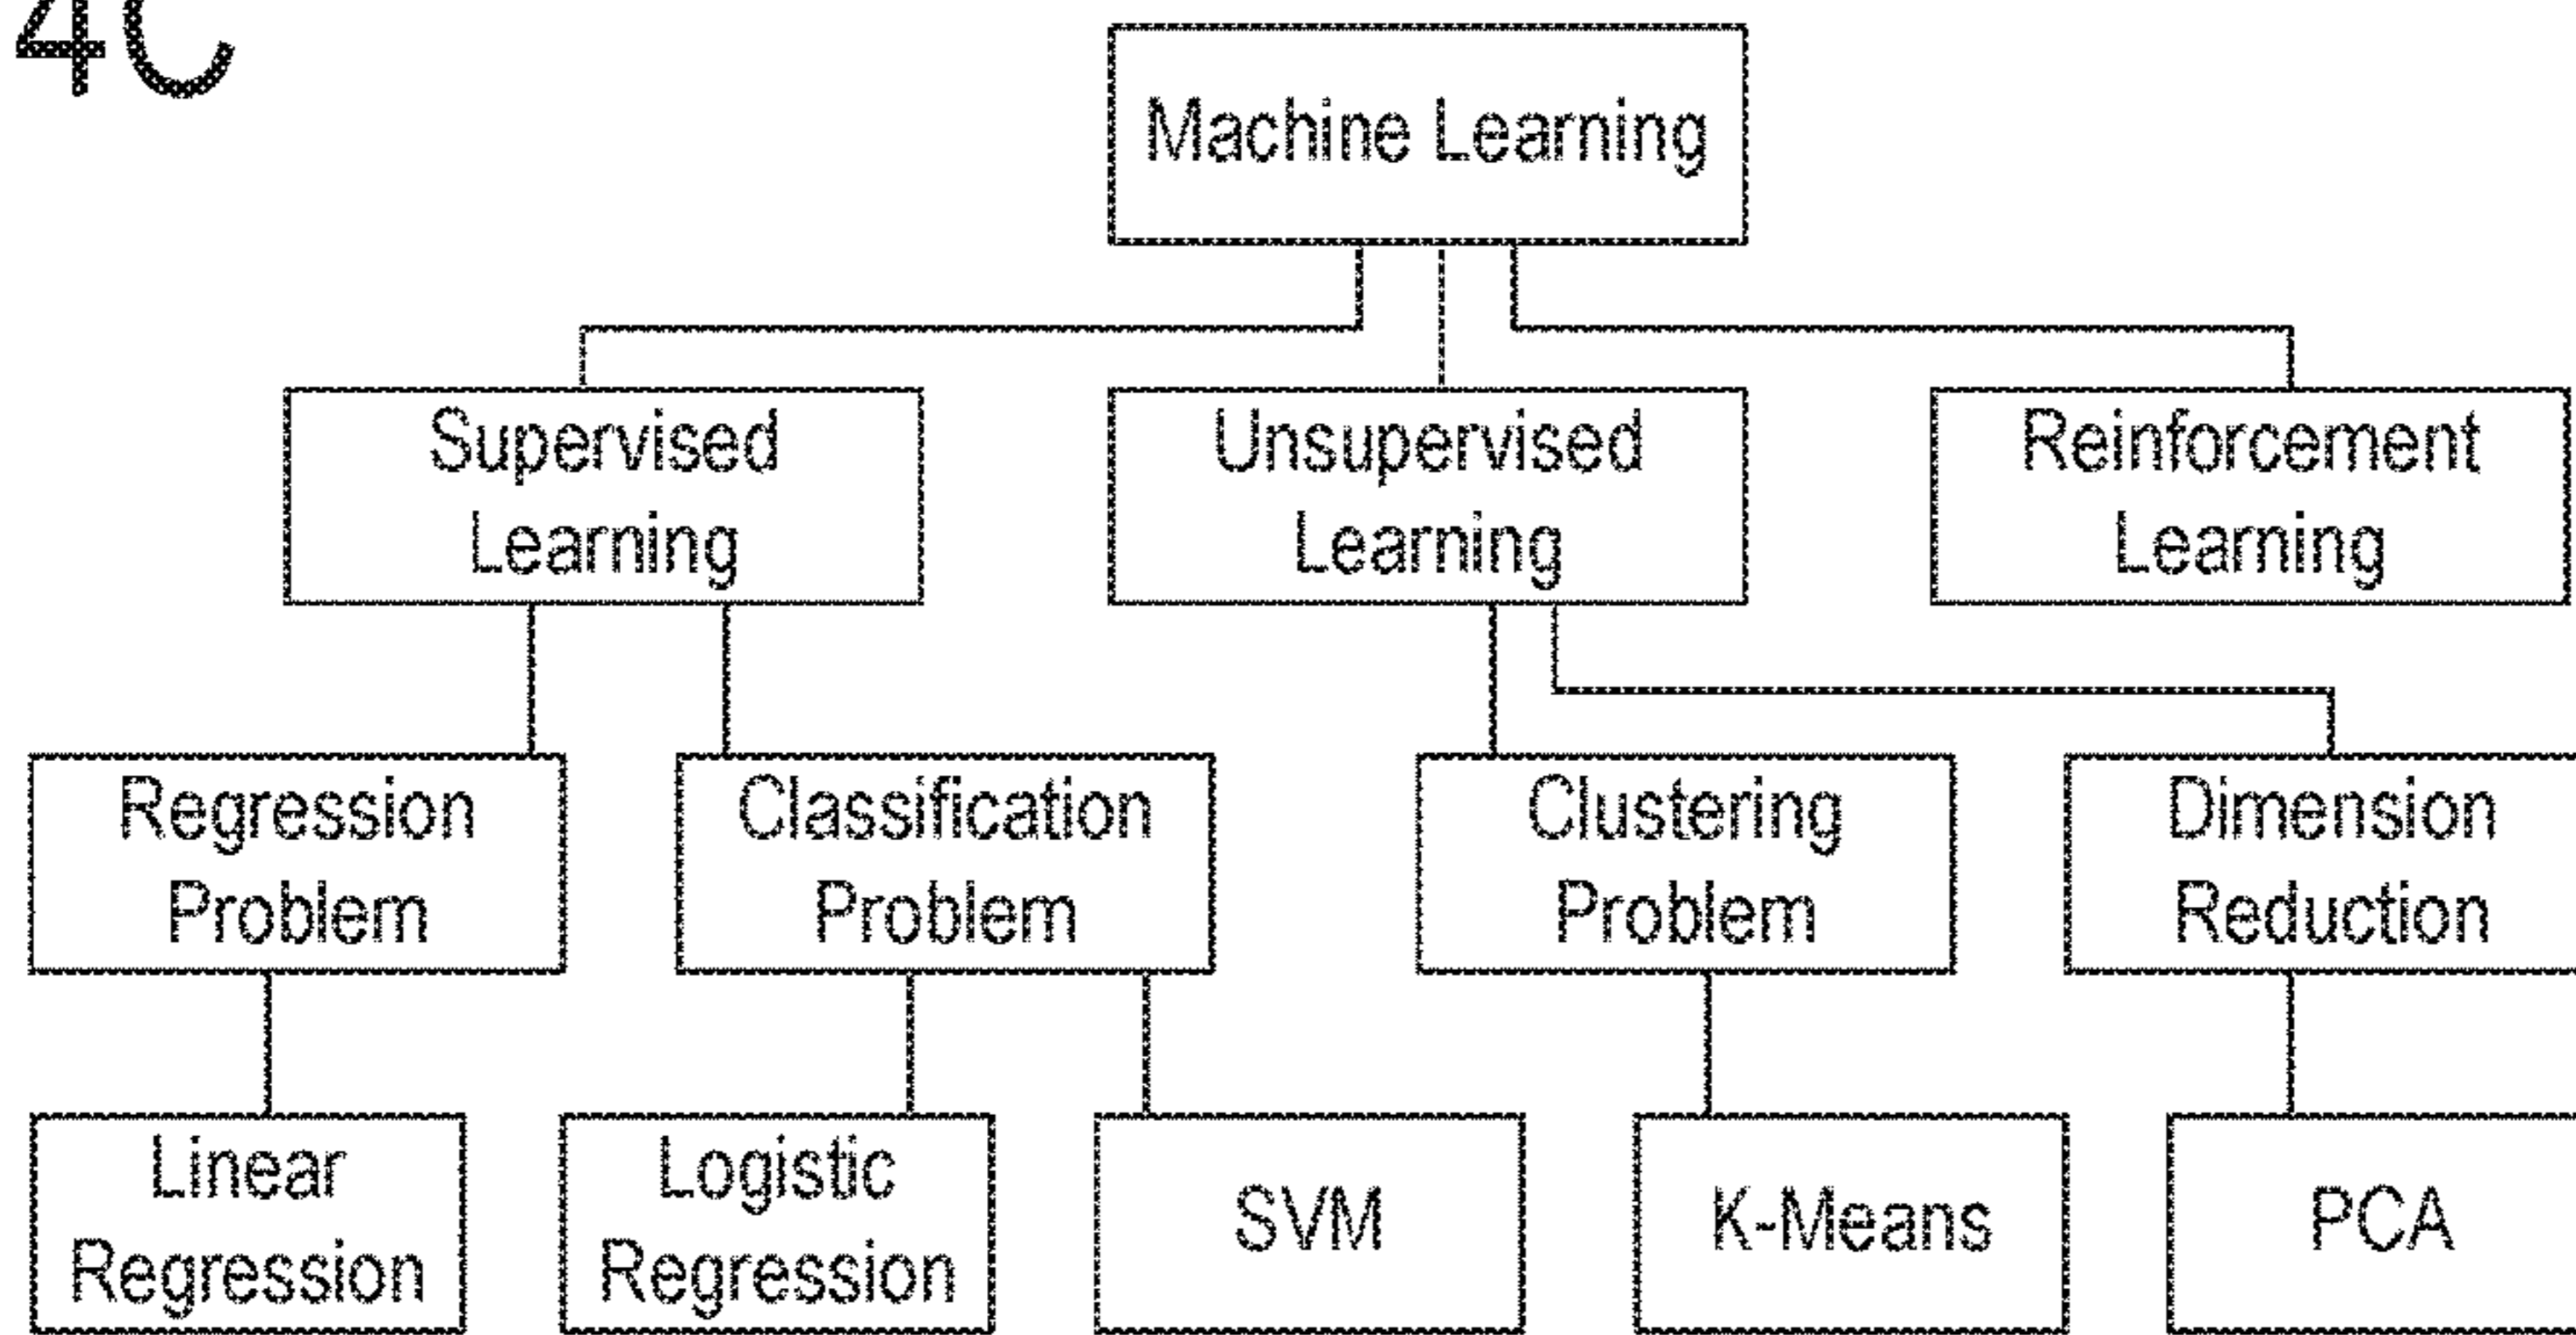 4C
Machine Learning
Supervised
Learning
Unsupervised
Learning
Reinforcement
Learning
Regression
Problem
Classification
Problem
Clustering
Problem
Dimension
Reduction
Linear
Regression
Logistic
Regression
SVM
K-Means
PCA